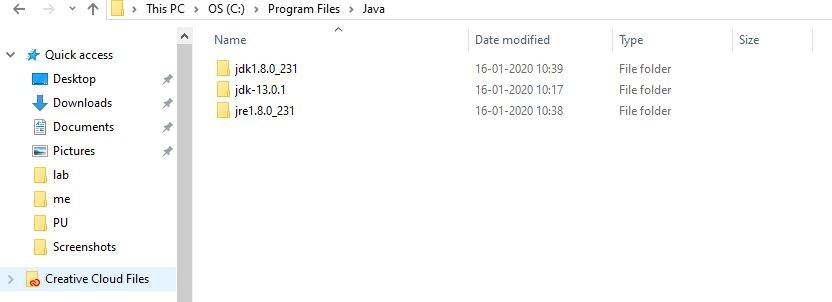 This PC > OS (C:) > Program Files > Java
Quick access
Desktop
Downloads
Documents
Pictures
lab
me
PU
Screenshots
Creative Cloud Files
Name Date modified Type Size
jdk1.8.0_231 16-01-2020 10:39 File folder
jdk-13.0.1 16-01-2020 10:17 File folder
jre1.8.0_231 16-01-2020 10:38 File folder